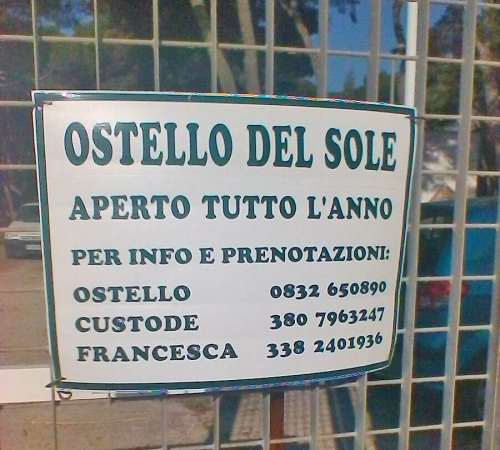 OSTELLO DEL SOLE
APERTO TUTTO L'ANNO
PER INFO E PRENOTAZIONI:
OSTELLO 0832 650890
CUSTODE 380 7963247
FRANCESCA 338 2401936